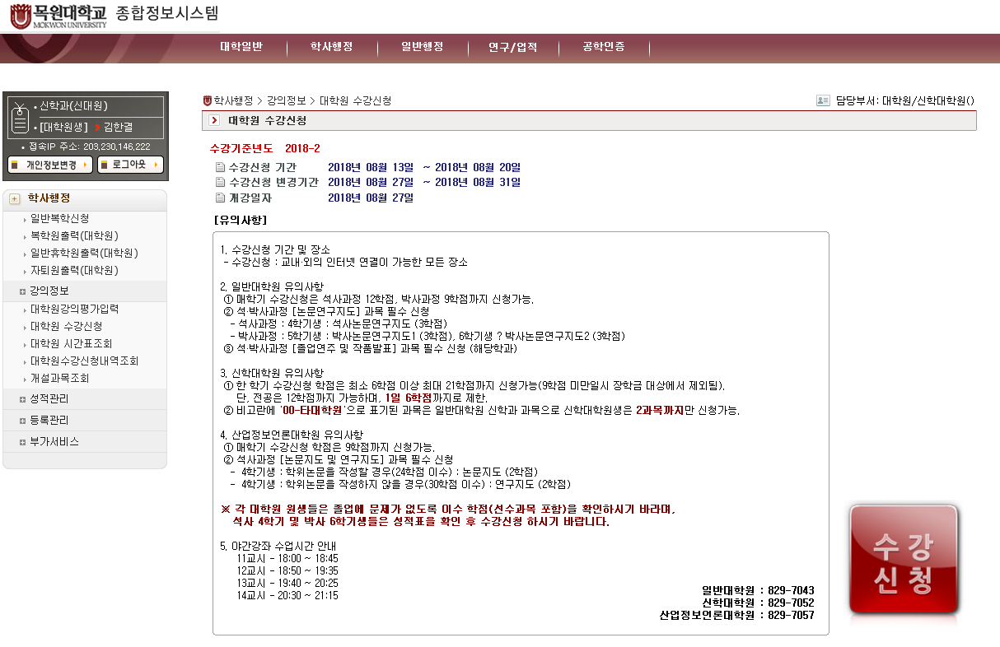 목원대학교 종합정보시스템
MOKWON UNIVERSITY
대학일반 학사행정 일반행정 연구/업적 공학인증
신학과(신대원)
[대학원생] 김한결
접속IP 주소: 203,230,146,222
개인정보변경 로그아웃
학사행정
일반복학신청
복학원출력(대학원)
일반휴학원출력(대학원)
자퇴원출력(대학원)
강의정보
대학원강의평가입력
대학원 수강신청
대학원 시간표조회
대학원수강신청내역조회
개설과목조회
성적관리
등록관리
부가서비스
학사행정 > 강의정보 > 대학원 수강신청
담당부서: 대학원/신학대학원()
대학원 수강신청
수강기준년도 2018-2
수강신청 기간 2018년 08월 13일 ~ 2018년 08월 20일
수강신청 변경기간 2018년 08월 27일 ~ 2018년 08월 31일
개강일자 2018년 08월 27일
[유의사항]
1. 수강신청 기간 및 장소
- 수강신청 : 교내·외의 인터넷 연결이 가능한 모든 장소
2. 일반대학원 유의사항
① 매학기 수강신청은 석사과정 12학점, 박사과정 9학점까지 신청가능.
② 석·박사과정 [논문연구지도] 과목 필수 신청
- 석사과정 : 4학기생 : 석사논문연구지도 (3학점)
- 박사과정 : 5학기생 : 박사논문연구지도1 (3학점), 6학기생 ? 박사논문연구지도2 (3학점)
③ 석·박사과정 [졸업연주 및 작품발표] 과목 필수 신청 (해당학과)
3. 신학대학원 유의사항
① 한 학기 수강신청 학점은 최소 6학점 이상 최대 21학점까지 신청가능(9학점 미만일시 장학금 대상에서 제외됨).
단, 전공은 12학점까지 가능하며, 1일 6학점까지로 제한.
② 비고란에 '00-타대학원'으로 표기된 과목은 일반대학원 신학과 과목으로 신학대학원생은 2과목까지만 신청가능.
4. 산업정보언론대학원 유의사항
① 매학기 수강신청 학점은 9학점까지 신청가능.
② 석사과정 [논문지도 및 연구지도] 과목 필수 신청
- 4학기생 : 학위논문을 작성할 경우(24학점 이수) : 논문지도 (2학점)
- 4학기생 : 학위논문을 작성하지 않을 경우(30학점 이수) : 연구지도 (2학점)
※ 각 대학원 원생들은 졸업에 문제가 없도록 이수 학점(선수과목 포함)을 확인하시기 바라며,
석사 4학기 및 박사 6학기생들은 성적표을 확인 후 수강신청 하시기 바랍니다.
5. 야간강좌 수업시간 안내
11교시 - 18:00 ~ 18:45
12교시 - 18:50 ~ 19:35
13교시 - 19:40 ~ 20:25
14교시 - 20:30 ~ 21:15
일반대학원 : 829-7043
신학대학원 : 829-7052
산업정보언론대학원 : 829-7057
수강
신청